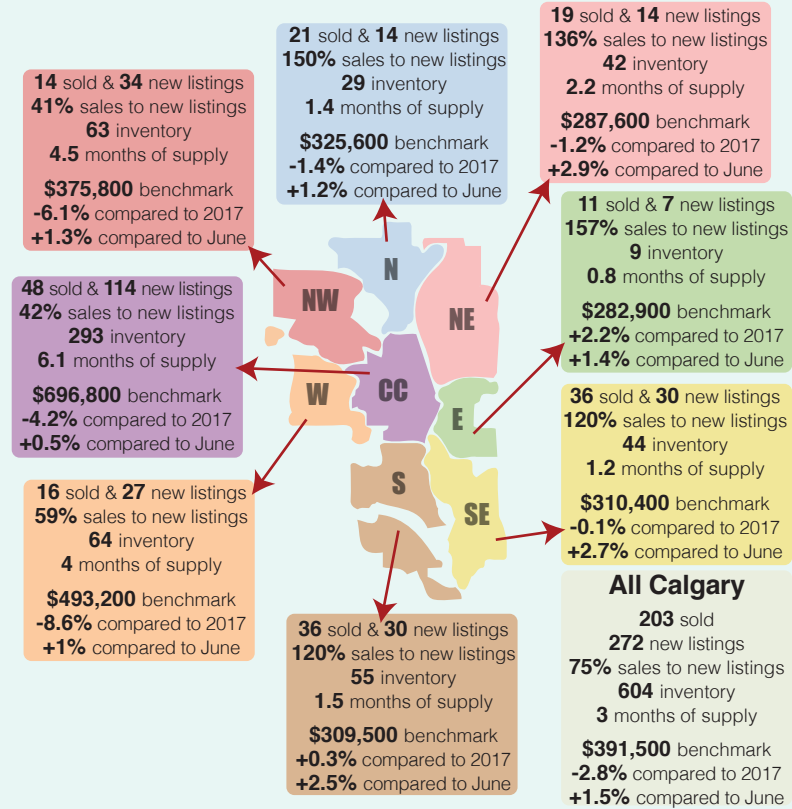 21 sold & 14 new listings
150% sales to new listings
29 inventory
1.4 months of supply
$325,600 benchmark
-1.4% compared to 2017
+1.2% compared to June
19 sold & 14 new listings
136% sales to new listings
42 inventory
2.2 months of supply
$287,600 benchmark
-1.2% compared to 2017
+2.9% compared to June
14 sold & 34 new listings
41% sales to new listings
63 inventory
4.5 months of supply
$375,800 benchmark
-6.1% compared to 2017
+1.3% compared to June
11 sold & 7 new listings
157% sales to new listings
9 inventory
0.8 months of supply
$282,900 benchmark
+2.2% compared to 2017
+1.4% compared to June
N
NW
NE
W
CC
E
S
SE
48 sold & 114 new listings
42% sales to new listings
293 inventory
6.1 months of supply
$696,800 benchmark
-4.2% compared to 2017
+0.5% compared to June
36 sold & 30 new listings
120% sales to new listings
44 inventory
1.2 months of supply
$310,400 benchmark
-0.1% compared to 2017
+2.7% compared to June
16 sold & 27 new listings
59% sales to new listings
64 inventory
4 months of supply
$493,200 benchmark
-8.6% compared to 2017
+1% compared to June
36 sold & 30 new listings
120% sales to new listings
55 inventory
1.5 months of supply
$309,500 benchmark
+0.3% compared to 2017
+2.5% compared to June
All Calgary
203 sold
272 new listings
75% sales to new listings
604 inventory
3 months of supply
$391,500 benchmark
-2.8% compared to 2017
+1.5% compared to June